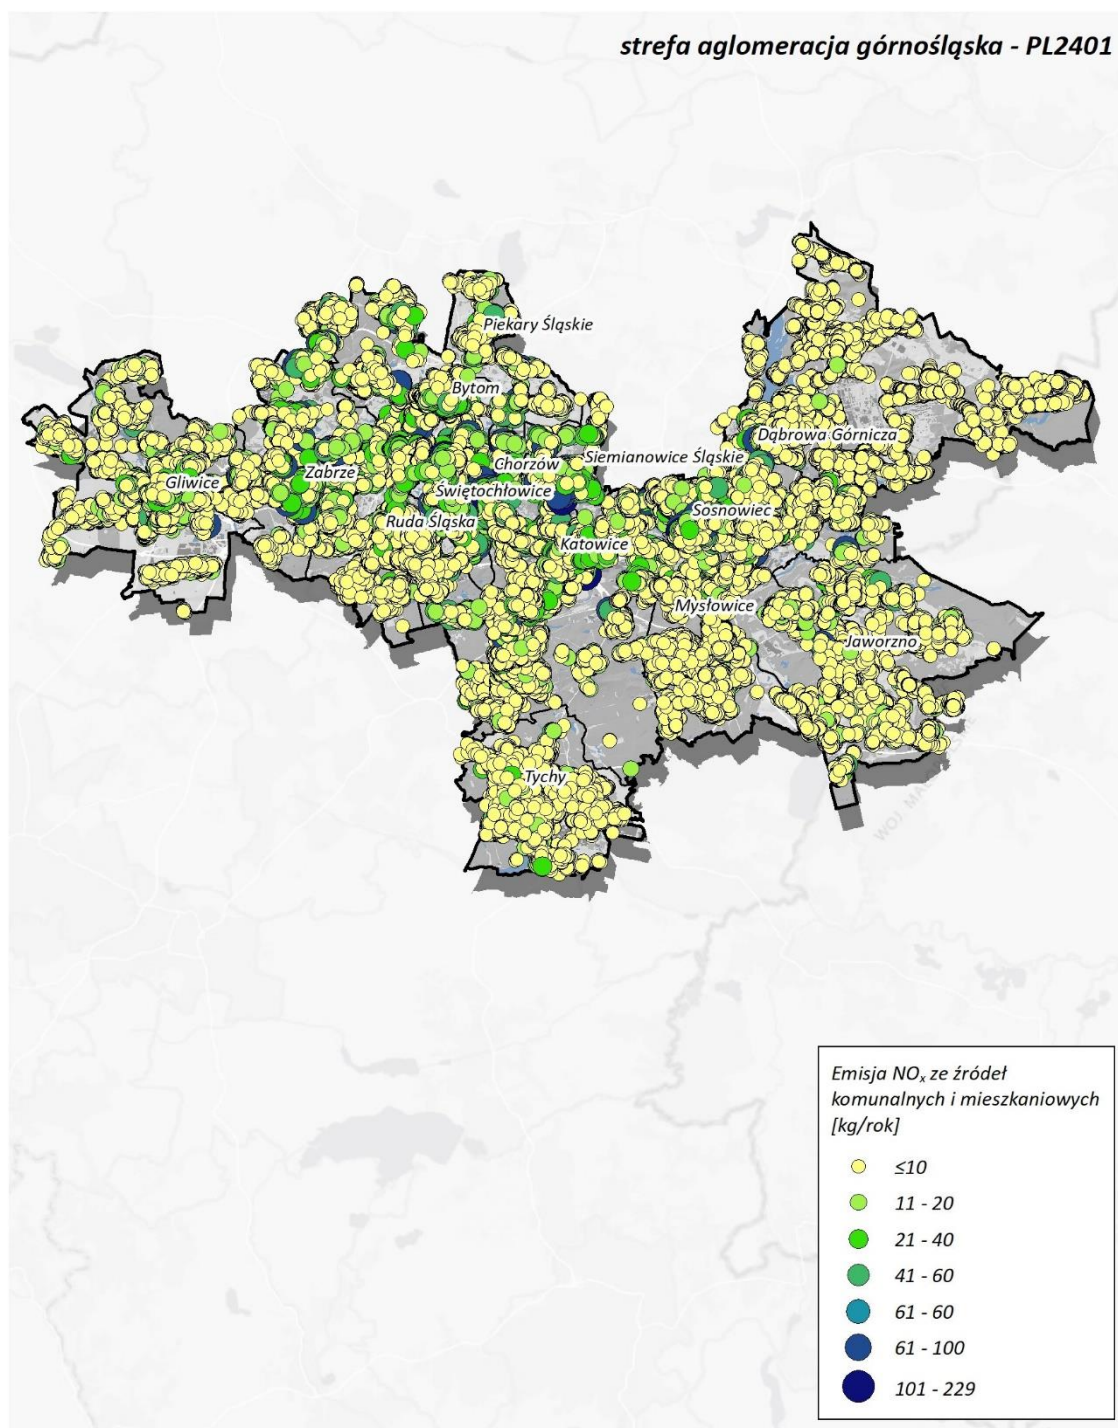 strefa aglomeracja górnośląska - PL2401
Piekary Śląskie
Bytom
Dąbrowa Górnicza
Siemianowice Śląskie
Chorzów
Zabrze
Gliwice
Świętochłowice
Sosnowiec
Ruda Śląska
Katowice
Mysłowice
Jaworzno
Tychy
Emisja NOₓ ze źródeł
komunalnych i mieszkaniowych
[kg/rok]
≤10
11 - 20
21 - 40
41 - 60
61 - 60
61 - 100
101 - 229